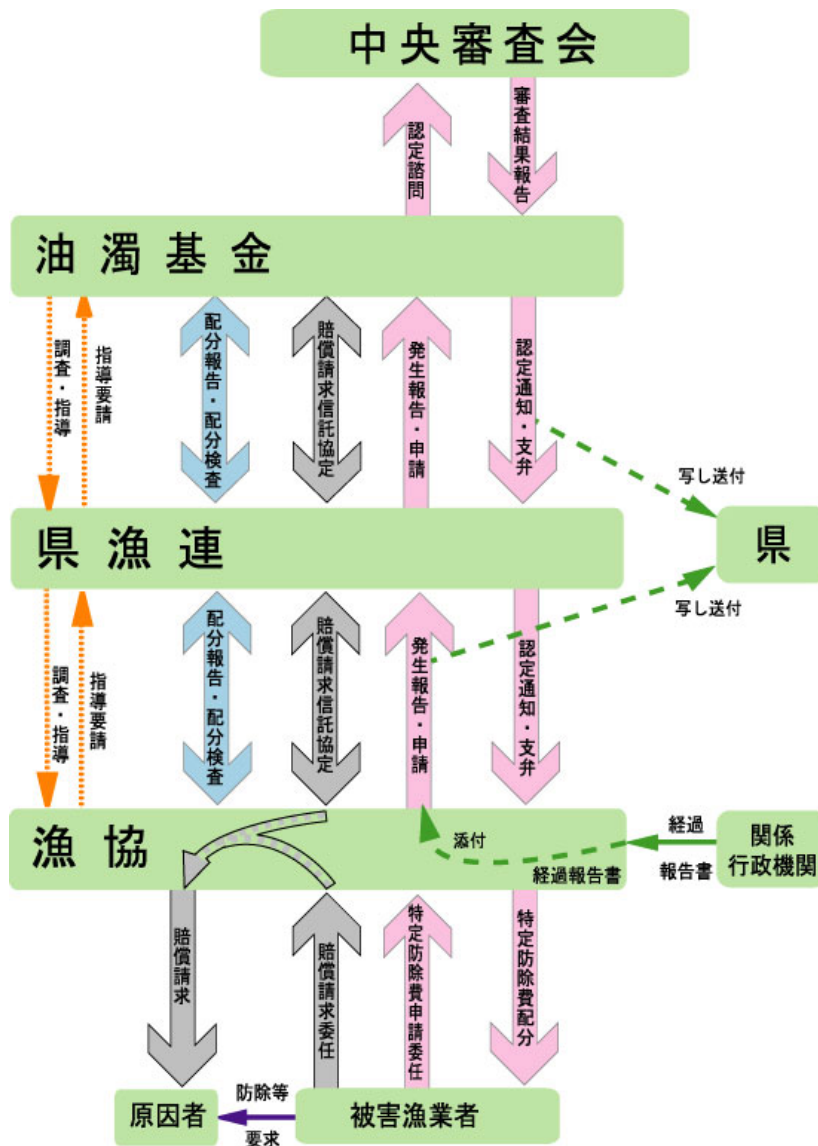 中央審査会
認定諮問
審査結果報告
油濁基金
調査・指導
指導要請
配分報告・配分検査
賠償請求信託協定
発生報告・申請
認定通知・支弁
写し送付
県漁連
県
写し送付
調査・指導
指導要請
配分報告・配分検査
賠償請求信託協定
発生報告・申請
認定通知・支弁
漁協
添付
経過報告書
経過
報告書
関係
行政機関
賠償請求
賠償請求委任
特定防除費申請委任
特定防除費配分
原因者
防除等
要求
被害漁業者